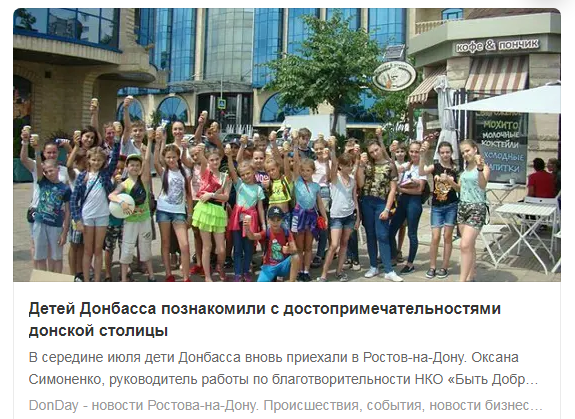 кофе & пончик
МОХИТО
МОЛОЧНЫЕ
КОКТЕЙЛИ
ХОЛОДНЫЕ
НАПИТКИ
Детей Донбасса познакомили с достопримечательностями
донской столицы
В середине июля дети Донбасса вновь приехали в Ростов-на-Дону. Оксана
Симоненко, руководитель работы по благотворительности НКО «Быть Добр...
DonDay - новости Ростова-на-Дону. Происшествия, события, новости бизнес...